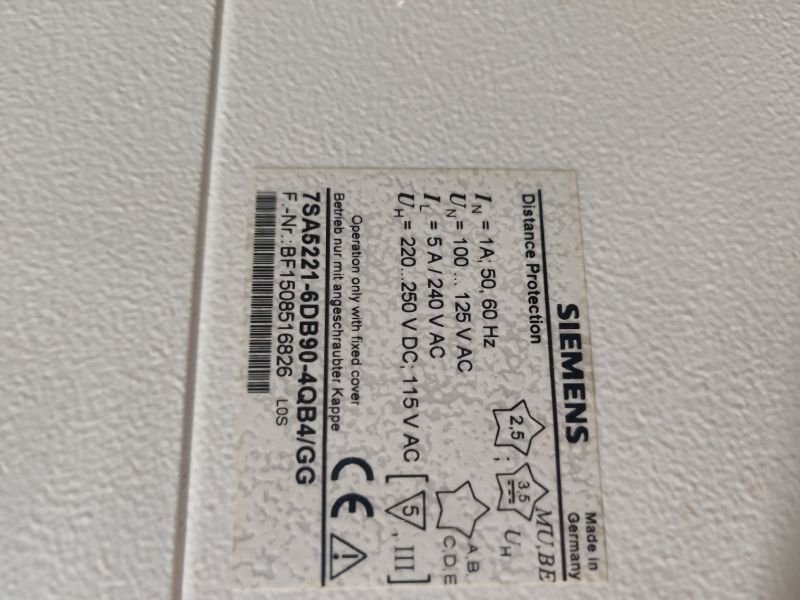 SIEMENS
Made in
Germany
Distance Protection
MU,BE
I_N = 1A; 50, 60 Hz
2,5 ; 3,5 U_H
U_N = 100 ... 125 V AC
I_L = 5 A / 240 V AC
A,B,
C,D,E
U_H = 220...250 V DC; 115 V AC [ 5 , III ]
Operation only with fixed cover
Betrieb nur mit angeschraubter Kappe
CE
7SA5221-6DB90-4QB4/GG
F.-Nr.:BF1508516826 L0S